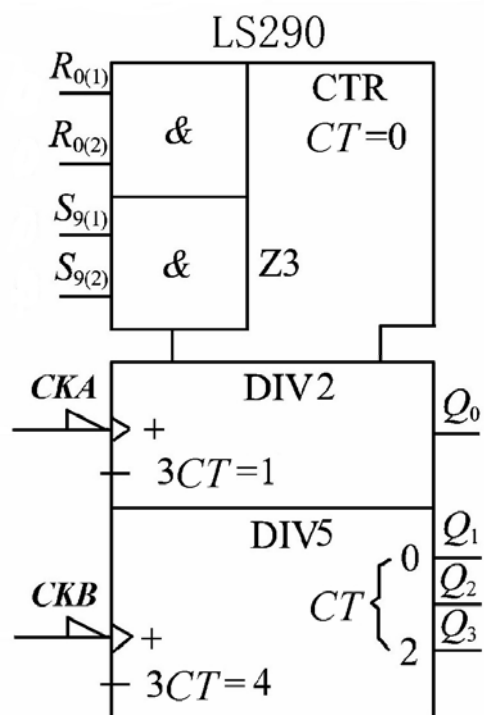 LS290
R0(1)
CTR
R0(2)
&
CT=0
S9(1)
S9(2)
&
Z3
CKA
DIV2
Q0
+
3CT=1
DIV5
Q1
0
Q2
CT
CKB
Q3
+
2
3CT=4